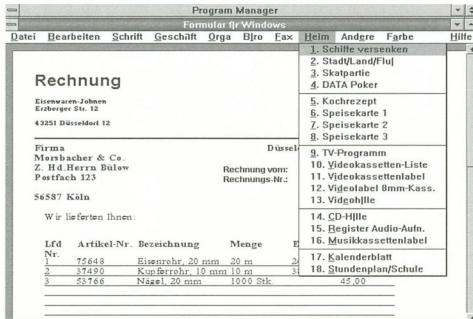 Program Manager
Formular f|r Windows
Datei Bearbeiten Schrift Geschäft Orga B|ro Fax Heim Andere Farbe Hilfe
1. Schiffe versenken
2. Stadt/Land/Flu|
3. Skatpartie
4. DATA Poker
5. Kochrezept
6. Speisekarte 1
7. Speisekarte 2
8. Speisekarte 3
9. TV-Programm
10. Videokassetten-Liste
11. Videokassettenlabel
12. Videolabel 8mm-Kass.
13. Videoh|lle
14. CD-H|lle
15. Register Audio-Aufn.
16. Musikkassettenlabel
17. Kalenderblatt
18. Stundenplan/Schule
Rechnung
Eisenwaren-Johnen
Erzberger Str. 12
43251 Düsseldorf 12
Firma Düssel
Morsbacher & Co.
Z. Hd.Herrn Bülow Rechnung vom:
Postfach 123 Rechnungs-Nr.:
56587 Köln
Wir lieferten Ihnen:
Lfd Artikel-Nr. Bezeichnung Menge E
Nr.
1 75648 Eisenrohr, 20 mm 20 m
2 37490 Kupferrohr, 10 mm 10 m
3 53766 Nägel, 20 mm 1000 Stk. 45,00